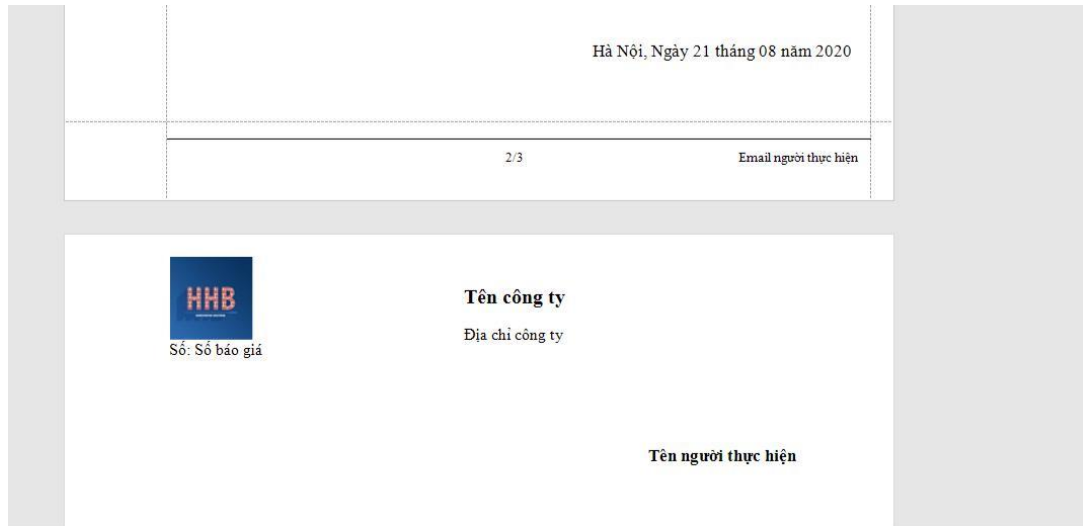 Hà Nội, Ngày 21 tháng 08 năm 2020
2/3 Email người thực hiện
HHB
Tên công ty
Địa chỉ công ty
Số: Số báo giá
Tên người thực hiện